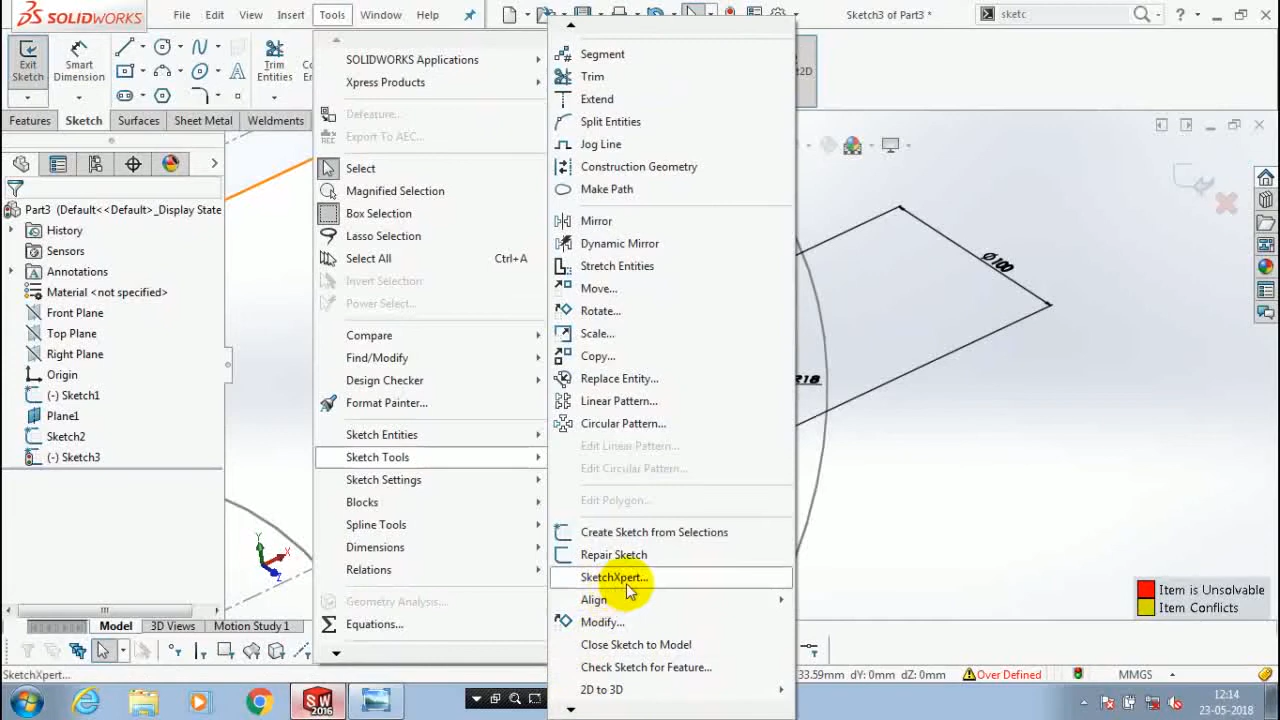 SOLIDWORKS
File
Edit
View
Insert
Tools
Window
Help
Sketch3 of Part3 *
sketc
Exit
Sketch
Smart
Dimension
Trim
Entities
2D
Features
Sketch
Surfaces
Sheet Metal
Weldments
Part3 (Default<<Default>_Display State
History
Sensors
Annotations
Material <not specified>
Front Plane
Top Plane
Right Plane
Origin
(-) Sketch1
Plane1
Sketch2
(-) Sketch3
SOLIDWORKS Applications
Xpress Products
Defeature...
Export To AEC...
Select
Magnified Selection
Box Selection
Lasso Selection
Select All Ctrl+A
Invert Selection
Power Select...
Compare
Find/Modify
Design Checker
Format Painter...
Sketch Entities
Sketch Tools
Sketch Settings
Blocks
Spline Tools
Dimensions
Relations
Geometry Analysis...
Equations...
Segment
Trim
Extend
Split Entities
Jog Line
Construction Geometry
Make Path
Mirror
Dynamic Mirror
Stretch Entities
Move...
Rotate...
Scale...
Copy...
Replace Entity...
Linear Pattern...
Circular Pattern...
Edit Linear Pattern...
Edit Circular Pattern...
Edit Polygon...
Create Sketch from Selections
Repair Sketch
SketchXpert...
Align
Modify...
Close Sketch to Model
Check Sketch for Feature...
2D to 3D
Ø100
R18
Y
X
Z
Item is Unsolvable
Item Conflicts
Model
3D Views
Motion Study 1
SketchXpert...
33.59mm dY: 0mm dZ: 0mm
Over Defined
MMGS
SW
2016
12:14
23-05-2018